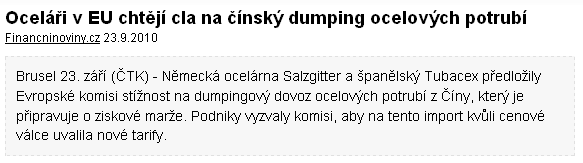 Oceláři v EU chtějí cla na čínský dumping ocelových potrubí
Financninoviny.cz 23.9.2010
Brusel 23. září (ČTK) - Německá ocelárna Salzgitter a španělský Tubacex předložily
Evropské komisi stížnost na dumpingový dovoz ocelových potrubí z Číny, který je
připravuje o ziskové marže. Podniky vyzvaly komisi, aby na tento import kvůli cenové
válce uvalila nové tarify.